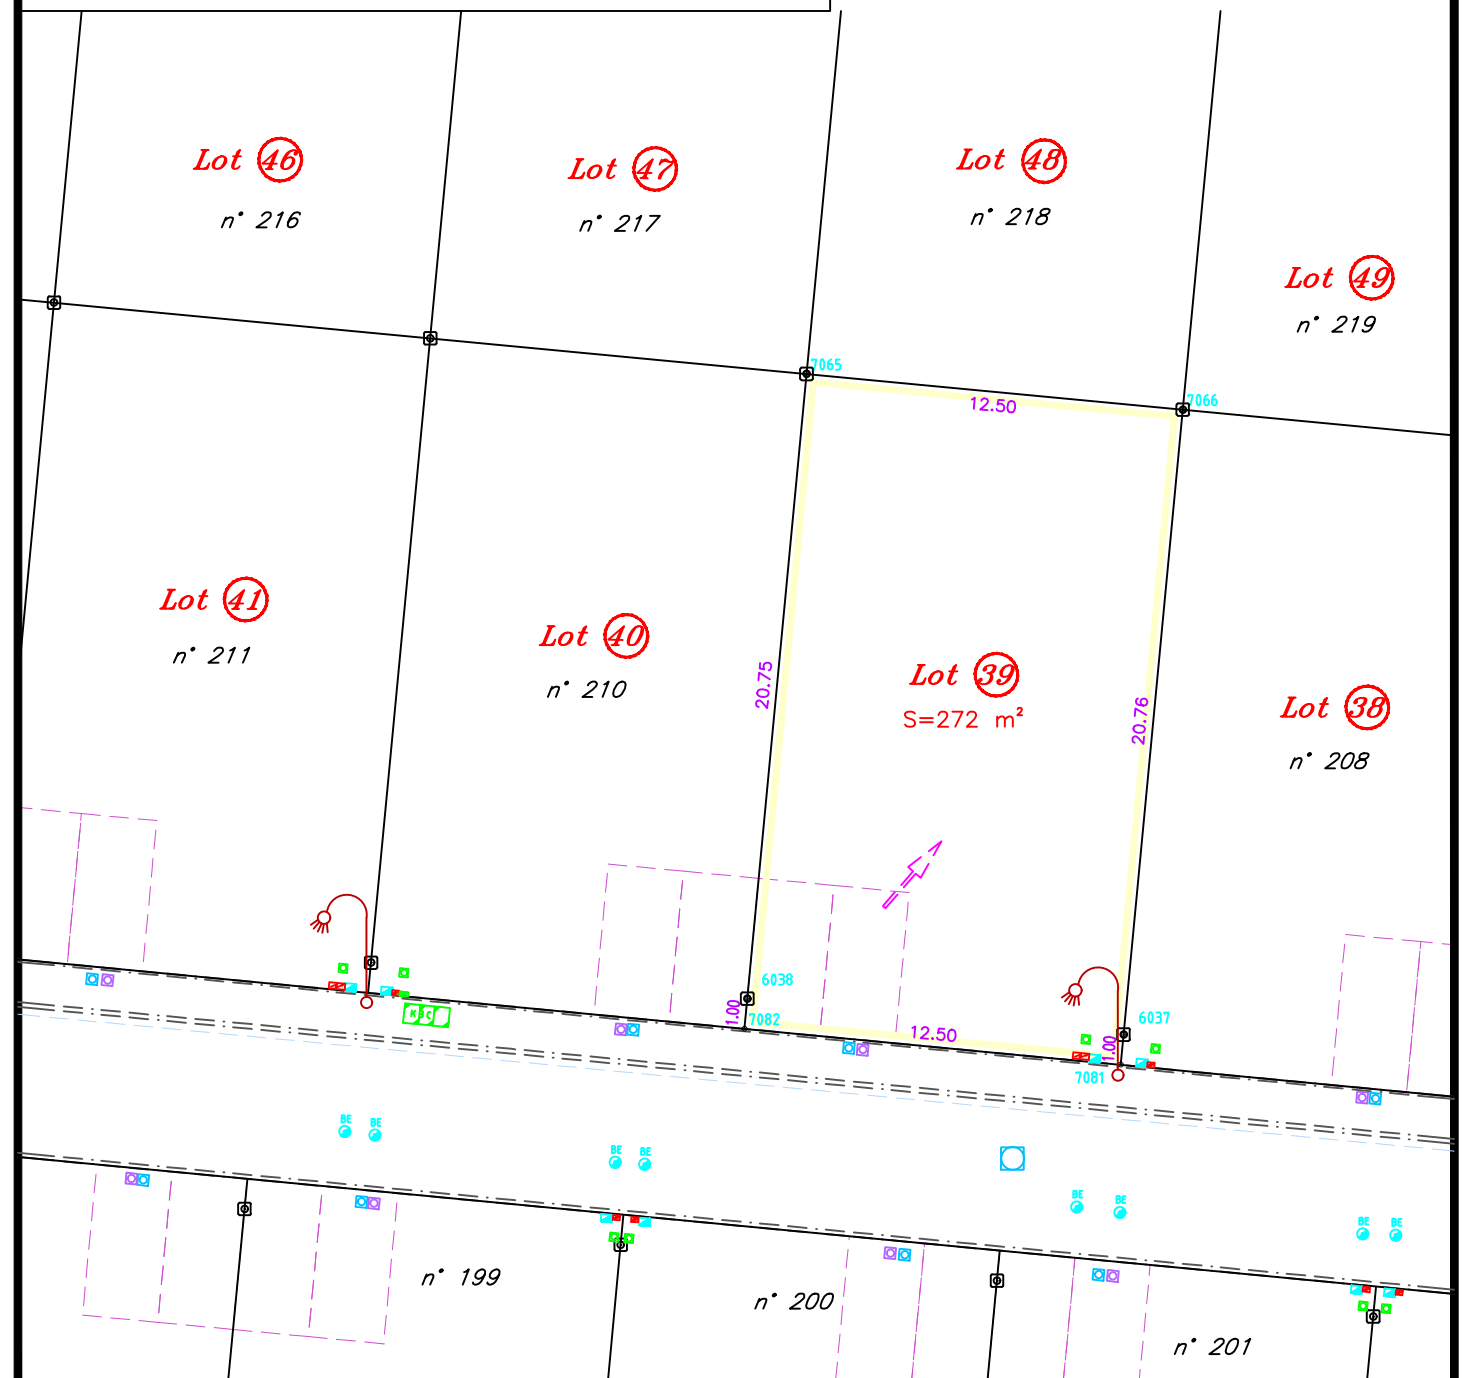 Lot 46
n° 216
Lot 47
n° 217
Lot 48
n° 218
Lot 49
n° 219
7065
12.50
7066
Lot 41
n° 211
Lot 40
n° 210
20.75
Lot 39
S=272 m²
20.76
Lot 38
n° 208
6038
1.00
7082
12.50
6037
1.00
7081
K3C
BE
BE
BE
BE
BE
BE
BE
BE
n° 199
n° 200
n° 201